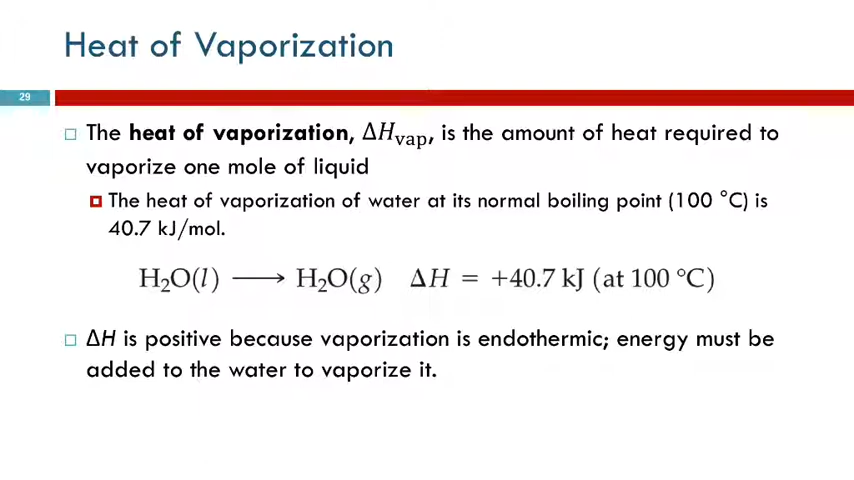 Heat of Vaporization
29
The heat of vaporization, ΔHvap, is the amount of heat required to
vaporize one mole of liquid
The heat of vaporization of water at its normal boiling point (100 °C) is
40.7 kJ/mol.
H₂O(l) ⟶ H₂O(g) ΔH = +40.7 kJ (at 100 °C)
ΔH is positive because vaporization is endothermic; energy must be
added to the water to vaporize it.